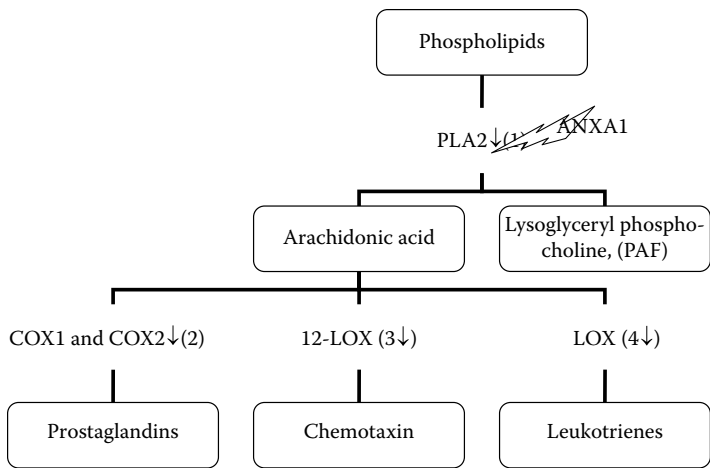 Phospholipids
PLA2↓(1)
ANXA1
Arachidonic acid
Lysoglyceryl phospho-
choline, (PAF)
COX1 and COX2↓(2)
12-LOX (3↓)
LOX (4↓)
Prostaglandins
Chemotaxin
Leukotrienes